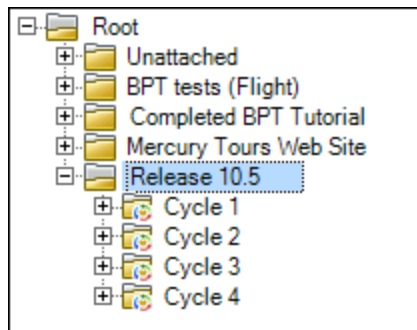 Root
Unattached
BPT tests (Flight)
Completed BPT Tutorial
Mercury Tours Web Site
Release 10.5
Cycle 1
Cycle 2
Cycle 3
Cycle 4